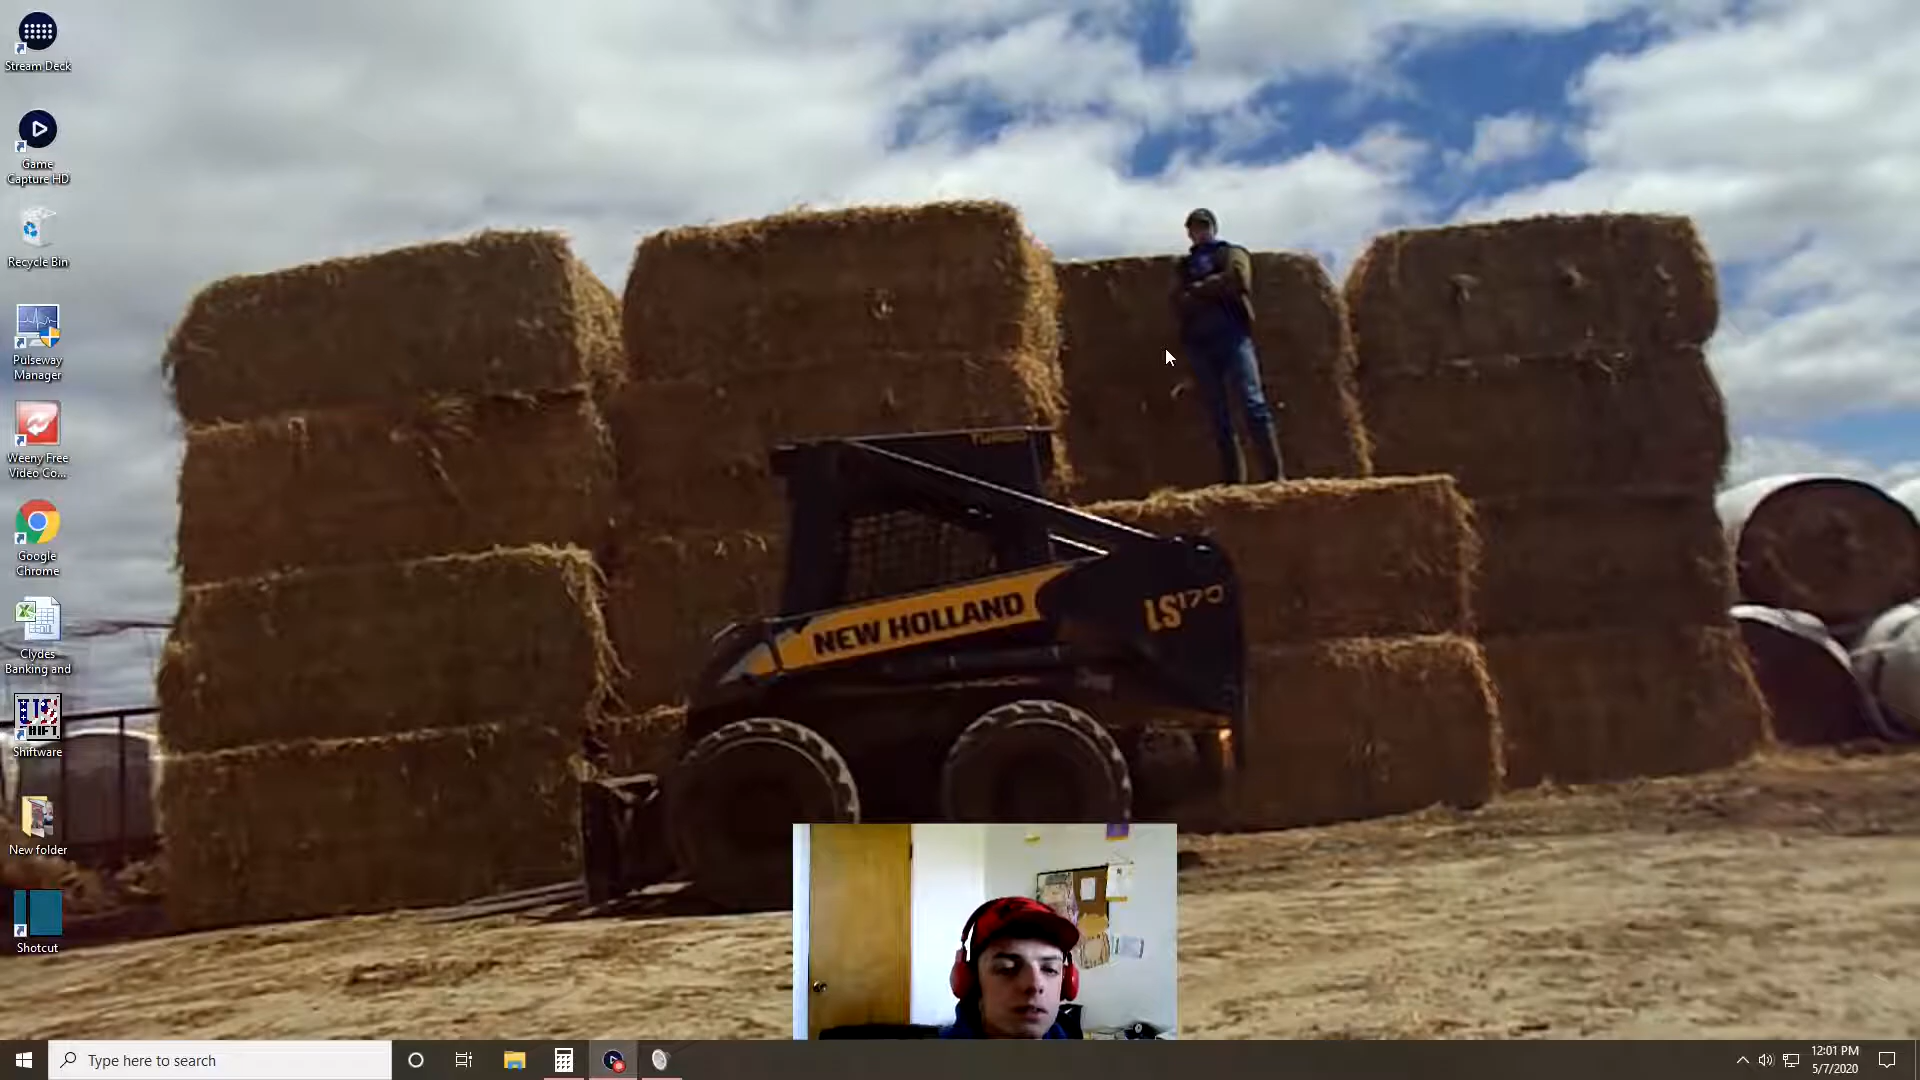 Stream Deck
Game
Capture HD
Recycle Bin
Pulseway
Manager
Weeny Free
Video Co...
Google
Chrome
Clydes
Banking and
Shiftware
New folder
Shotcut
TURBO
NEW HOLLAND
LS170
Type here to search
12:01 PM
5/7/2020